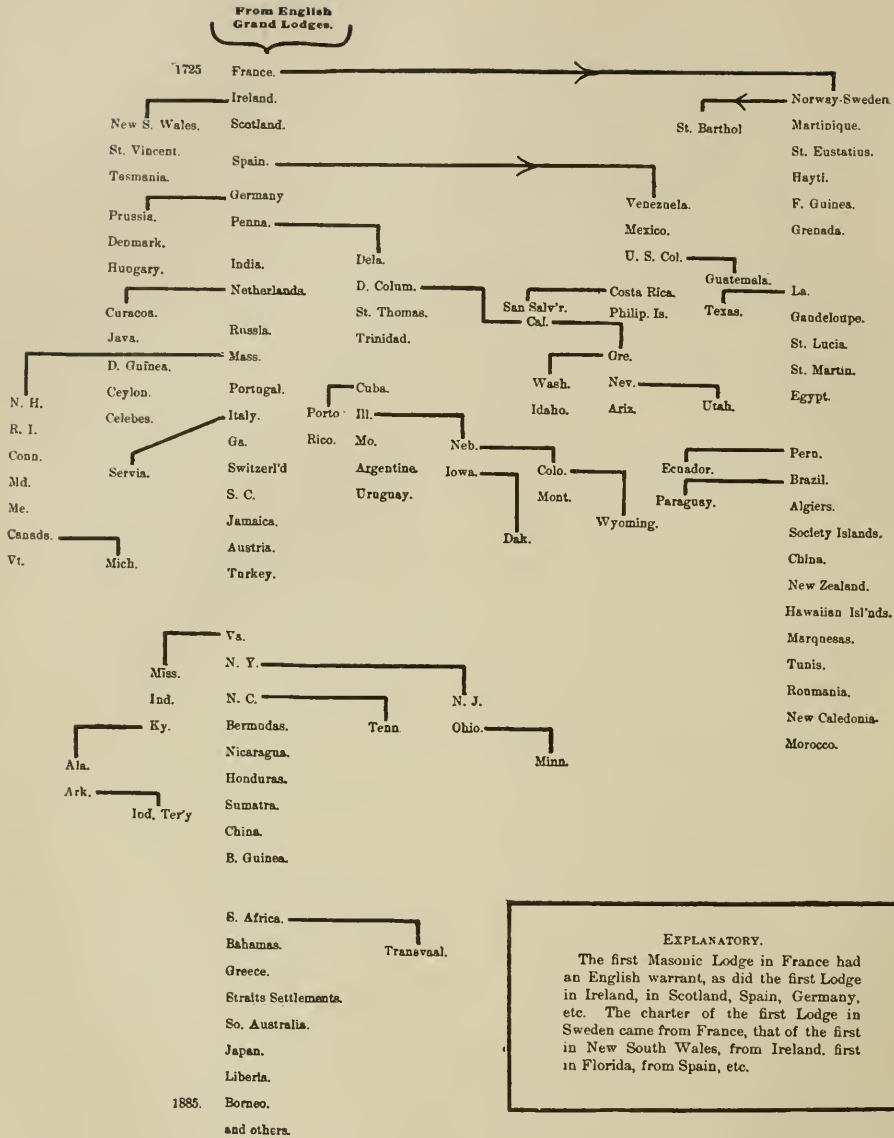 From English
Grand Lodges.
1725 France.
Ireland.
Norway-Sweden.
New S. Wales.
Scotland.
St. Barthol
Martinique.
St. Vincent.
Spain.
St. Eustatius.
Tasmania.
Hayti.
Germany
Venezuela.
F. Guinea.
Prussia.
Penna.
Mexico.
Grenada.
Denmark.
Hungary.
India.
Dela.
U. S. Col.
Guatemala.
Netherlands.
D. Colum.
San Salv'r.
Costa Rica.
La.
Curacoa.
St. Thomas.
Cal.
Philip. Is.
Texas.
Gaudeloupe.
Java.
Russia.
Trinidad.
St. Lucia.
Mass.
Ore.
St. Martin.
D. Guinea.
Wash.
Nev.
Egypt.
N. H.
Ceylon.
Portugal.
Cuba.
Idaho.
Ariz.
Utah.
R. I.
Celebes.
Italy.
Porto
Rico.
Ill.
Conn.
Ga.
Mo.
Neb.
Pern.
Md.
Servia.
Switzerl'd
Argentina.
Iowa.
Colo.
Ecuador.
Brazil.
Me.
S. C.
Uruguay.
Mont.
Paraguay.
Algiers.
Canada.
Jamaica.
Dak.
Wyoming.
Society Islands.
Vt.
Mich.
Austria.
China.
Turkey.
New Zealand.
Hawaiian Isl'nds.
Va.
Marquesas.
Miss.
N. Y.
Tunis.
Ind.
N. C.
N. J.
Roumania.
Ky.
Bermudas.
Tenn.
Ohio.
New Caledonia.
Ala.
Nicaragua.
Minn.
Morocco.
Ark.
Honduras.
Ind. Ter'y
Sumatra.
China.
B. Guinea.
S. Africa.
Bahamas.
Transvaal.
Greece.
Straits Settlements.
So. Australia.
Japan.
Liberia.
1885. Borneo.
and others.
EXPLANATORY.
The first Masonic Lodge in France had
an English warrant, as did the first Lodge
in Ireland, in Scotland, Spain, Germany,
etc. The charter of the first Lodge in
Sweden came from France, that of the first
in New South Wales, from Ireland. first
in Florida, from Spain, etc.